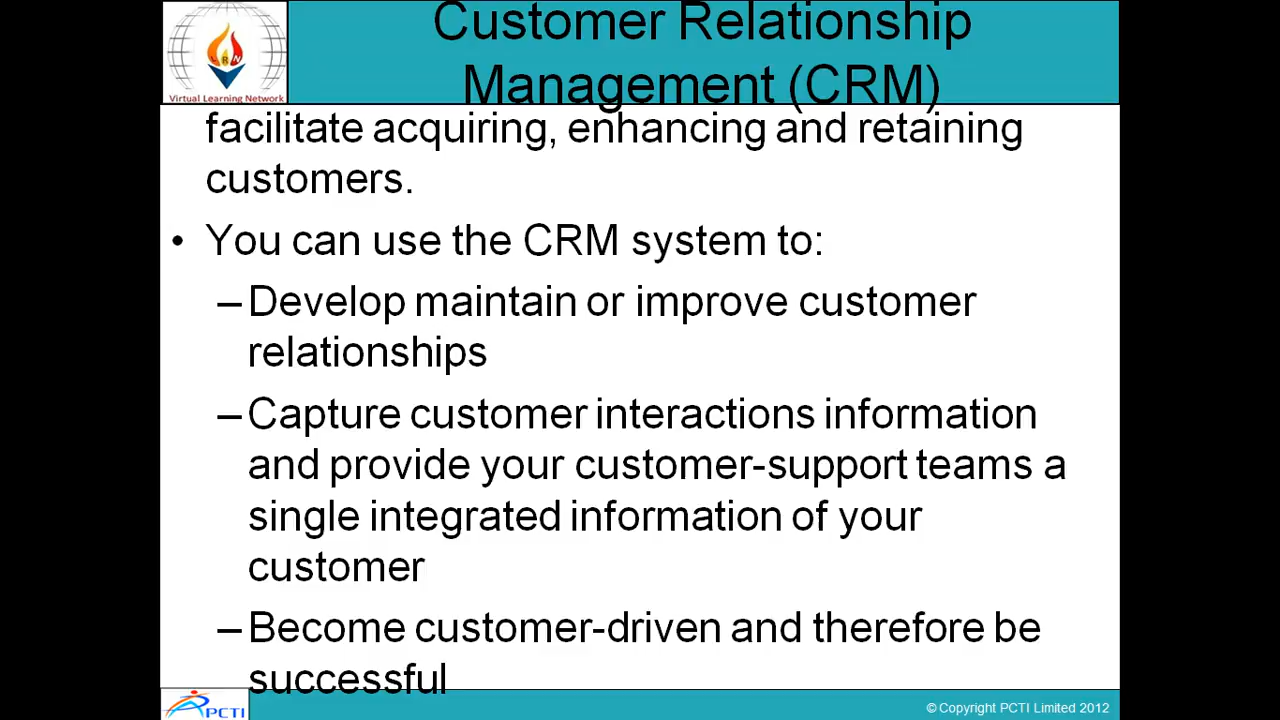 Customer Relationship
Management (CRM)
LRN
Virtual Learning Network
facilitate acquiring, enhancing and retaining
customers.
• You can use the CRM system to:
–Develop maintain or improve customer
relationships
–Capture customer interactions information
and provide your customer-support teams a
single integrated information of your
customer
–Become customer-driven and therefore be
successful
PCTI
© Copyright PCTI Limited 2012